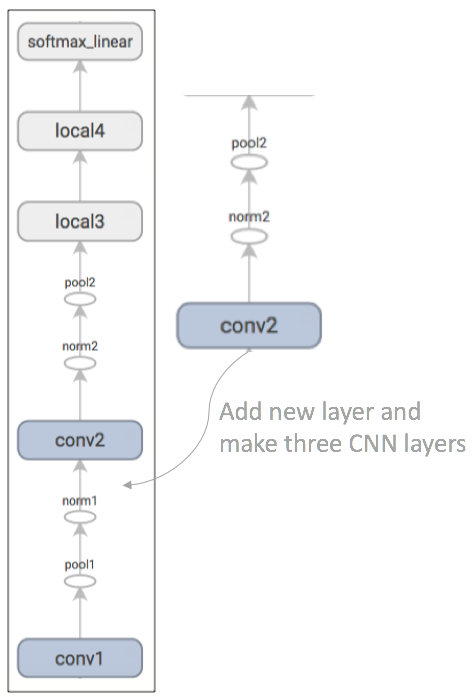 softmax_linear
local4
local3
pool2
norm2
conv2
norm1
pool1
conv1
pool2
norm2
conv2
Add new layer and
make three CNN layers